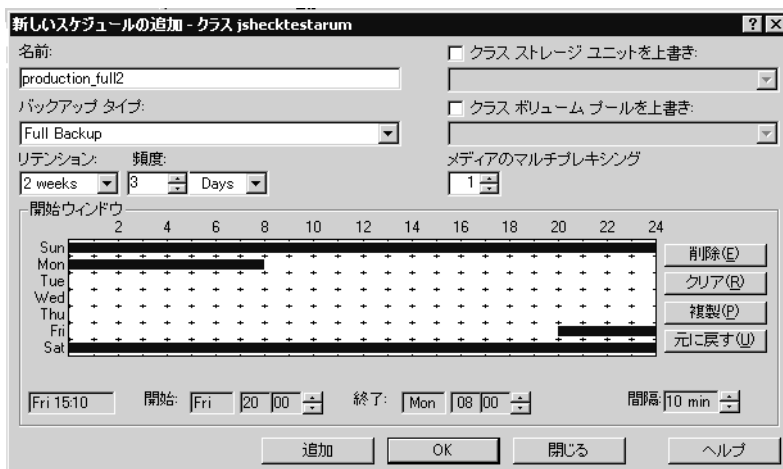 新しいスケジュールの追加 - クラス jshecktestarum
名前:
production_full2
バックアップ タイプ:
Full Backup
リテンション: 頻度:
2 weeks 3 Days
クラス ストレージ ユニットを上書き:
クラス ボリューム プールを上書き:
メディアのマルチプレキシング
1
開始ウィンドウ
2 4 6 8 10 12 14 16 18 20 22 24
Sun
Mon
Tue
Wed
Thu
Fri
Sat
削除(E)
クリア(R)
複製(P)
元に戻す(U)
Fri 15:10 開始: Fri 20 00 終了: Mon 08 00 間隔: 10 min
追加 OK 閉じる ヘルプ